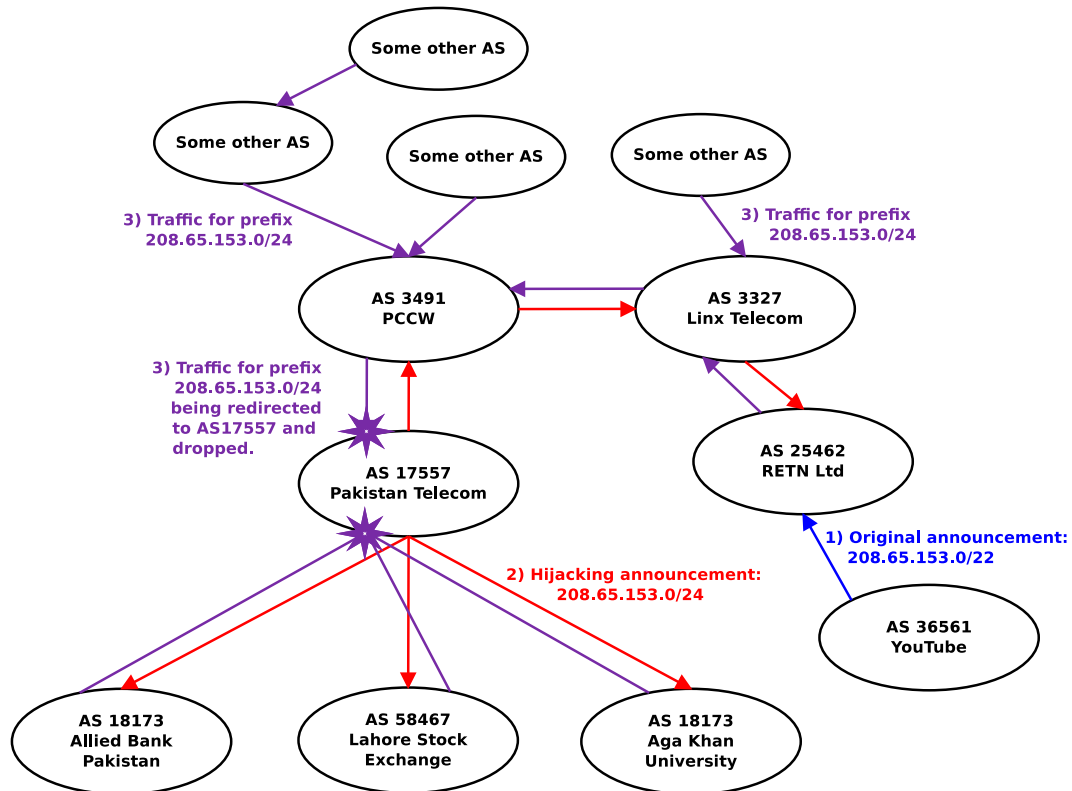 Some other AS
Some other AS
Some other AS
Some other AS
3) Traffic for prefix
208.65.153.0/24
3) Traffic for prefix
208.65.153.0/24
AS 3491
PCCW
AS 3327
Linx Telecom
3) Traffic for prefix
208.65.153.0/24
being redirected
to AS17557 and
dropped.
AS 17557
Pakistan Telecom
AS 25462
RETN Ltd
1) Original announcement:
208.65.153.0/22
2) Hijacking announcement:
208.65.153.0/24
AS 36561
YouTube
AS 18173
Allied Bank
Pakistan
AS 58467
Lahore Stock
Exchange
AS 18173
Aga Khan
University